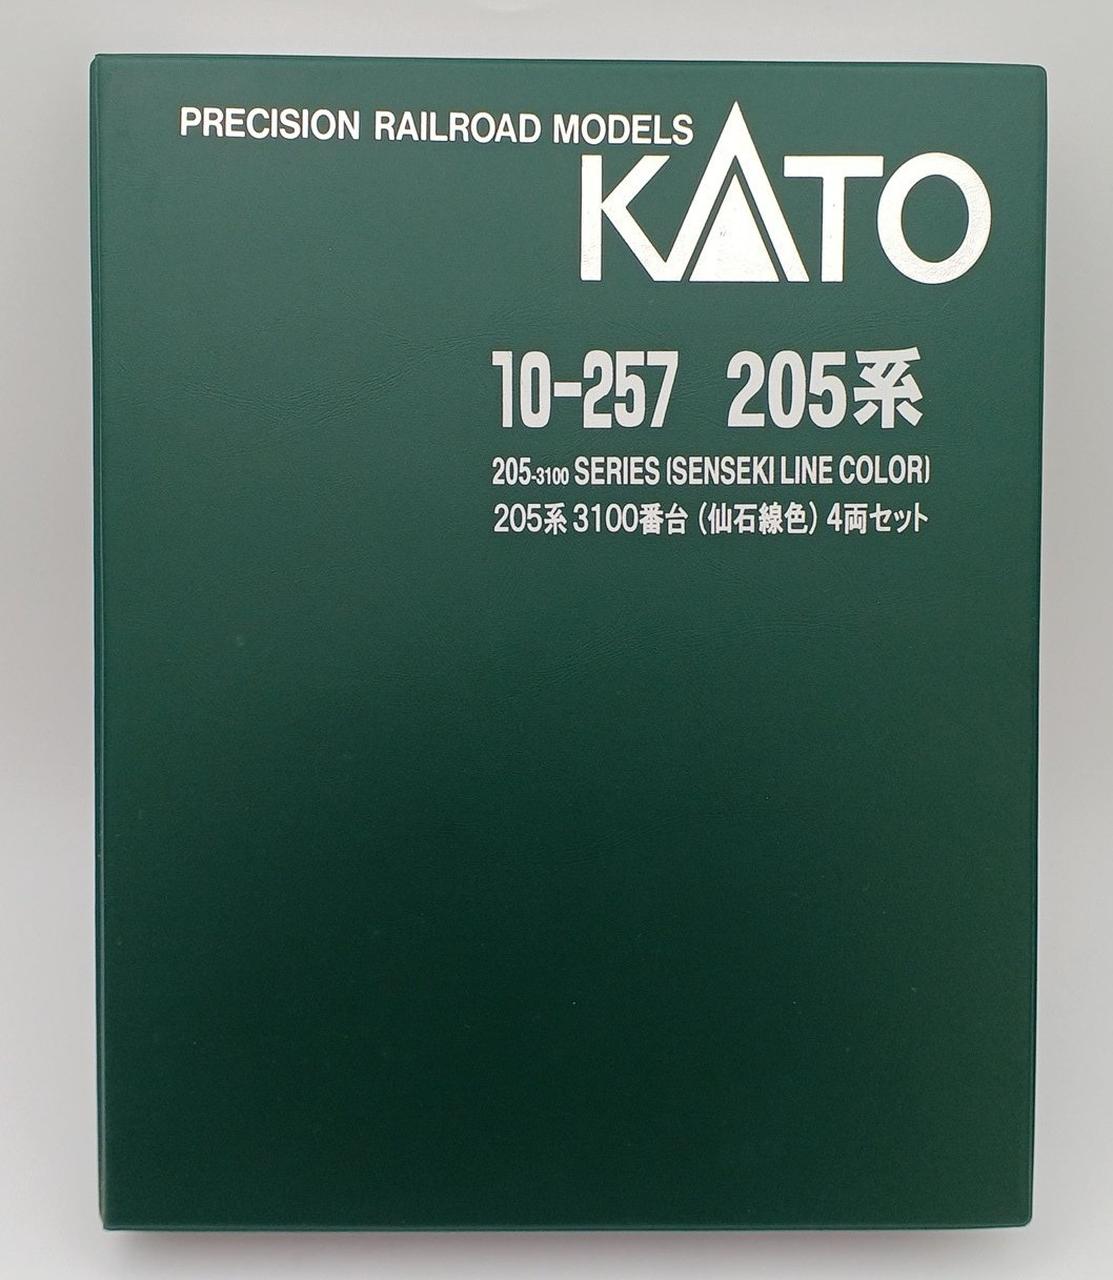 PRECISION RAILROAD MODELS
KATO
10-257 205系
205-3100 SERIES (SENSEKI LINE COLOR)
205系 3100番台 (仙石線色) 4両セット